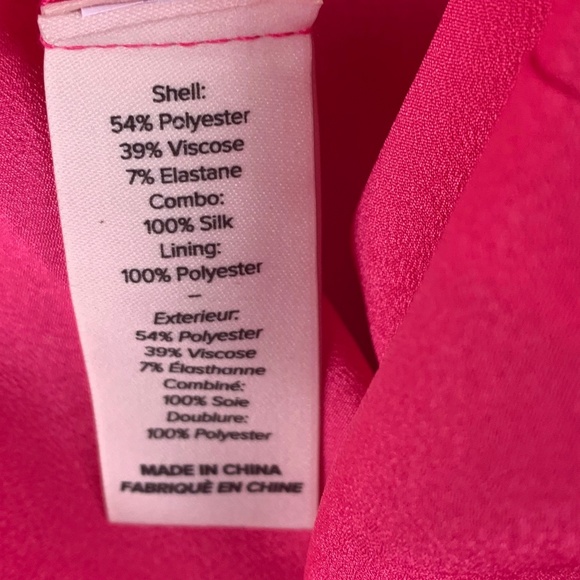 Shell:
54% Polyester
39% Viscose
7% Elastane
Combo:
100% Silk
Lining:
100% Polyester
–
Exterieur:
54% Polyester
39% Viscose
7% Élasthanne
Combiné:
100% Soie
Doublure:
100% Polyester
MADE IN CHINA
FABRIQUÉ EN CHINE